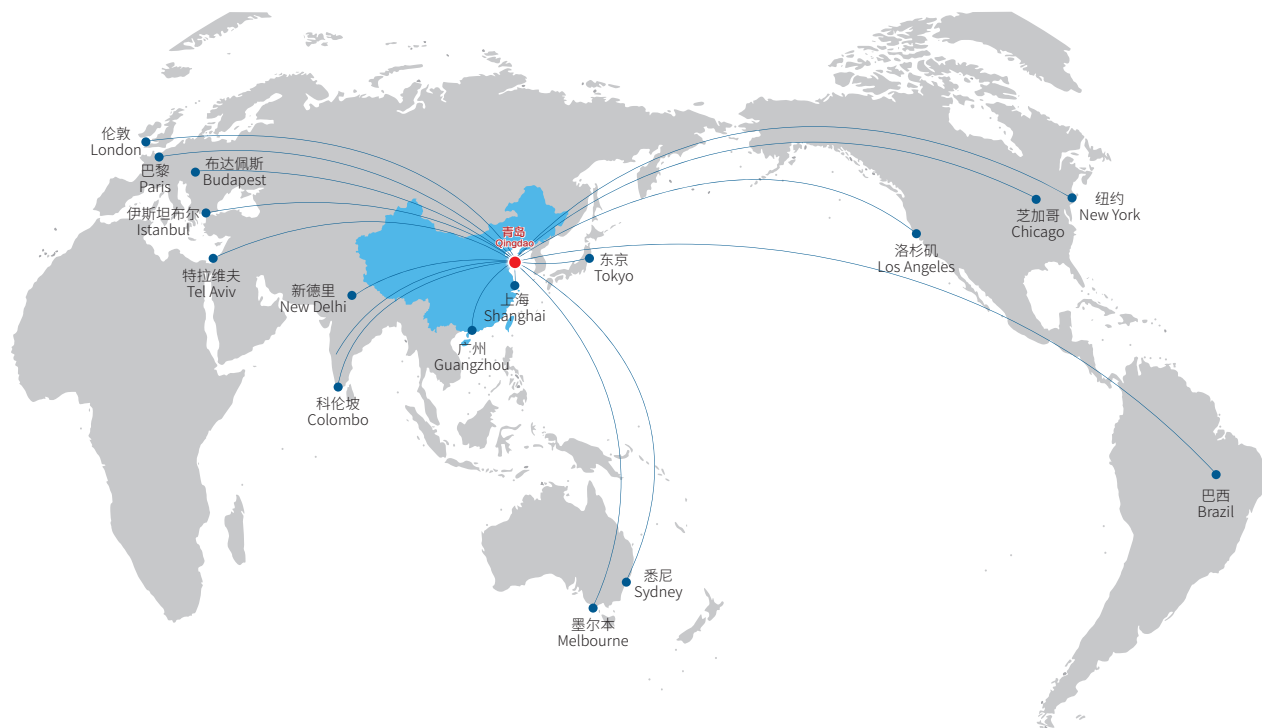 伦敦
London
巴黎
Paris
布达佩斯
Budapest
伊斯坦布尔
Istanbul
特拉维夫
Tel Aviv
新德里
New Delhi
科伦坡
Colombo
青岛
Qingdao
上海
Shanghai
广州
Guangzhou
东京
Tokyo
悉尼
Sydney
墨尔本
Melbourne
洛杉矶
Los Angeles
芝加哥
Chicago
纽约
New York
巴西
Brazil